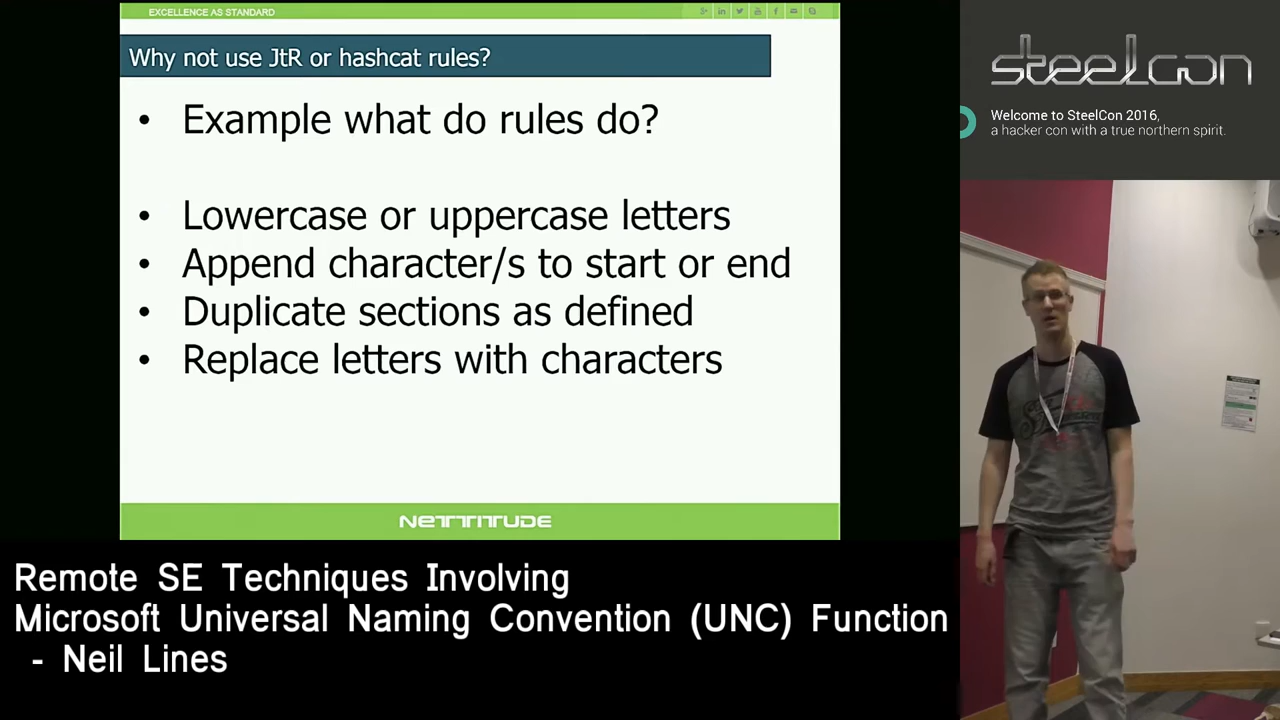 EXCELLENCE AS STANDARD
Why not use JtR or hashcat rules?
• Example what do rules do?
• Lowercase or uppercase letters
• Append character/s to start or end
• Duplicate sections as defined
• Replace letters with characters
NETTITUDE
steelcon
Welcome to SteelCon 2016,
a hacker con with a true northern spirit.
Remote SE Techniques Involving
Microsoft Universal Naming Convention (UNC) Function
- Neil Lines